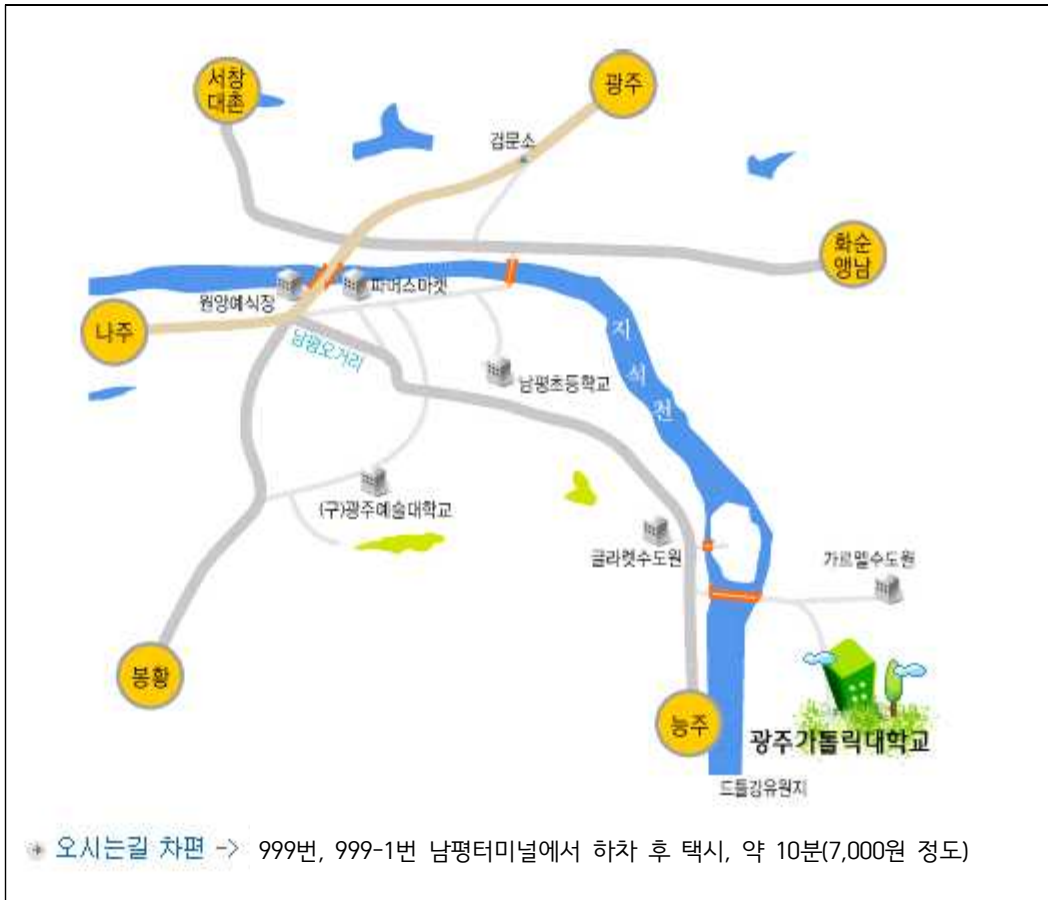 서창
대촌
광주
검문소
화순
앵남
원앙예식장
파머스마켓
나주
남평오거리
지석천
남평초등학교
(구)광주예술대학교
글라렛수도원
가르멜수도원
봉황
능주
광주가톨릭대학교
드들강유원지
오시는길 차편 -> 999번, 999-1번 남평터미널에서 하차 후 택시, 약 10분(7,000원 정도)